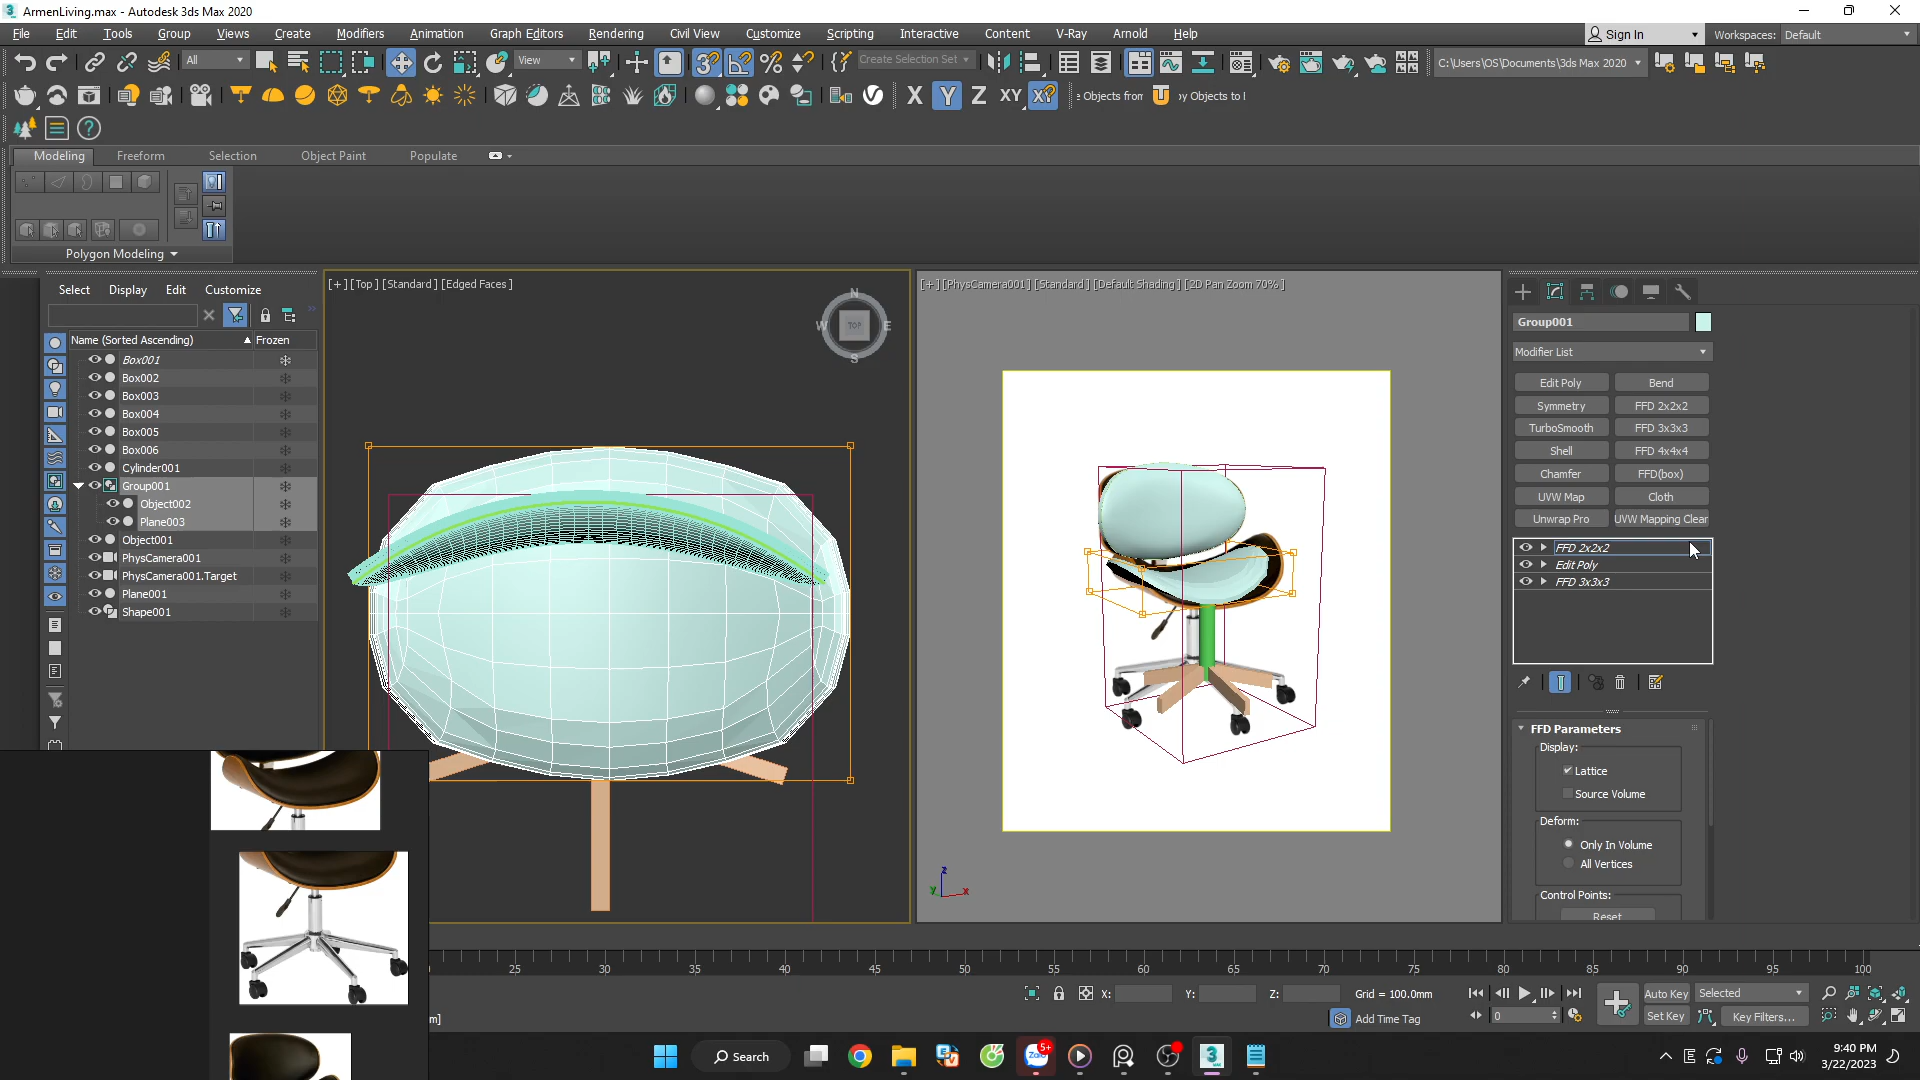 ArmenLiving.max - Autodesk 3ds Max 2020
File Edit Tools Group Views Create Modifiers Animation Graph Editors Rendering Civil View Customize Scripting Interactive Content V-Ray Arnold Help
Sign In Workspaces: Default
All View Create Selection Set C:\Users\OS\Documents\3ds Max 2020
X Y Z XY XY e Objects from by Objects to l
Modeling Freeform Selection Object Paint Populate
Polygon Modeling
Select Display Edit Customize
Name (Sorted Ascending) Frozen
Box001
Box002
Box003
Box004
Box005
Box006
Cylinder001
Group001
Object002
Plane003
Object001
PhysCamera001
PhysCamera001.Target
Plane001
Shape001
[+] [Top] [Standard] [Edged Faces]
N
W TOP E
S
[+] [PhysCamera001] [Standard] [Default Shading] [2D Pan Zoom 70%]
z
y x
Group001
Modifier List
Edit Poly Bend
Symmetry FFD 2x2x2
TurboSmooth FFD 3x3x3
Shell FFD 4x4x4
Chamfer FFD(box)
UVW Map Cloth
Unwrap Pro UVW Mapping Clear
FFD 2x2x2
Edit Poly
FFD 3x3x3
FFD Parameters
Display:
Lattice
Source Volume
Deform:
Only In Volume
All Vertices
Control Points:
Reset
25 30 35 40 45 50 55 60 65 70 75 80 85 90 95 100
X: Y: Z: Grid = 100.0mm
Auto Key Selected
m]
Add Time Tag
0
Set Key Key Filters...
Search
Zalo 5+
3
9:40 PM
3/22/2023